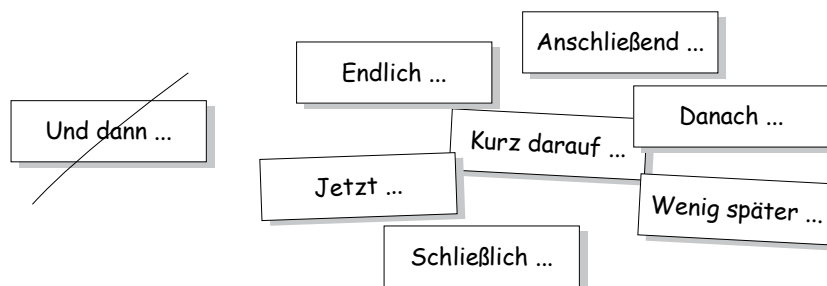 Und dann ...
Endlich ...
Anschließend ...
Kurz darauf ...
Danach ...
Jetzt ...
Wenig später ...
Schließlich ...